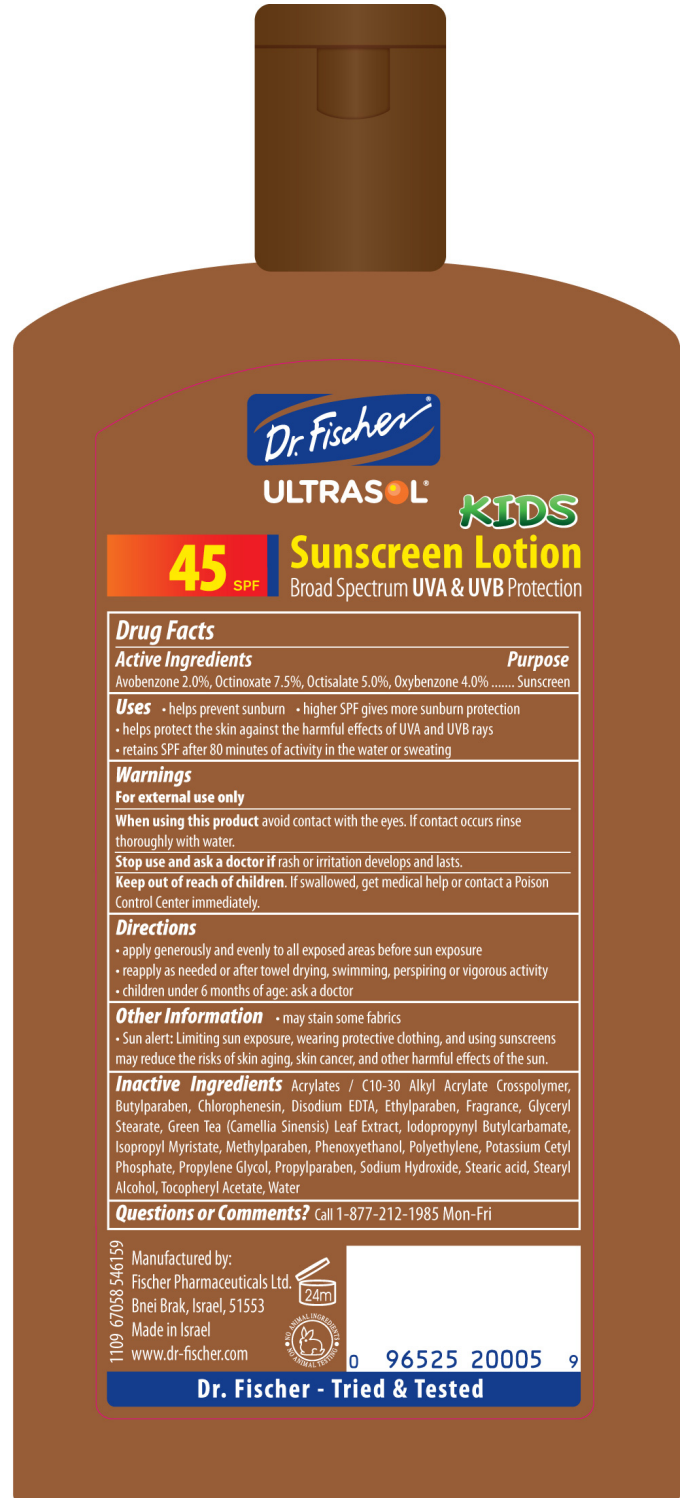 Dr. Fischer®
ULTRASOL®
KIDS
45 SPF
Sunscreen Lotion
Broad Spectrum UVA & UVB Protection
Drug Facts
Active Ingredients Purpose
Avobenzone 2.0%, Octinoxate 7.5%, Octisalate 5.0%, Oxybenzone 4.0% ....... Sunscreen
Uses • helps prevent sunburn • higher SPF gives more sunburn protection
• helps protect the skin against the harmful effects of UVA and UVB rays
• retains SPF after 80 minutes of activity in the water or sweating
Warnings
For external use only
When using this product avoid contact with the eyes. If contact occurs rinse
thoroughly with water.
Stop use and ask a doctor if rash or irritation develops and lasts.
Keep out of reach of children. If swallowed, get medical help or contact a Poison
Control Center immediately.
Directions
• apply generously and evenly to all exposed areas before sun exposure
• reapply as needed or after towel drying, swimming, perspiring or vigorous activity
• children under 6 months of age: ask a doctor
Other Information • may stain some fabrics
• Sun alert: Limiting sun exposure, wearing protective clothing, and using sunscreens
may reduce the risks of skin aging, skin cancer, and other harmful effects of the sun.
Inactive Ingredients Acrylates / C10-30 Alkyl Acrylate Crosspolymer,
Butylparaben, Chlorophenesin, Disodium EDTA, Ethylparaben, Fragrance, Glyceryl
Stearate, Green Tea (Camellia Sinensis) Leaf Extract, Iodopropynyl Butylcarbamate,
Isopropyl Myristate, Methylparaben, Phenoxyethanol, Polyethylene, Potassium Cetyl
Phosphate, Propylene Glycol, Propylparaben, Sodium Hydroxide, Stearic acid, Stearyl
Alcohol, Tocopheryl Acetate, Water
Questions or Comments? Call 1-877-212-1985 Mon-Fri
1109 67058 546159
Manufactured by:
Fischer Pharmaceuticals Ltd.
Bnei Brak, Israel, 51553
Made in Israel
www.dr-fischer.com
24m
• NO ANIMAL INGREDIENTS •
NO ANIMAL TESTING
0 96525 20005 9
Dr. Fischer - Tried & Tested